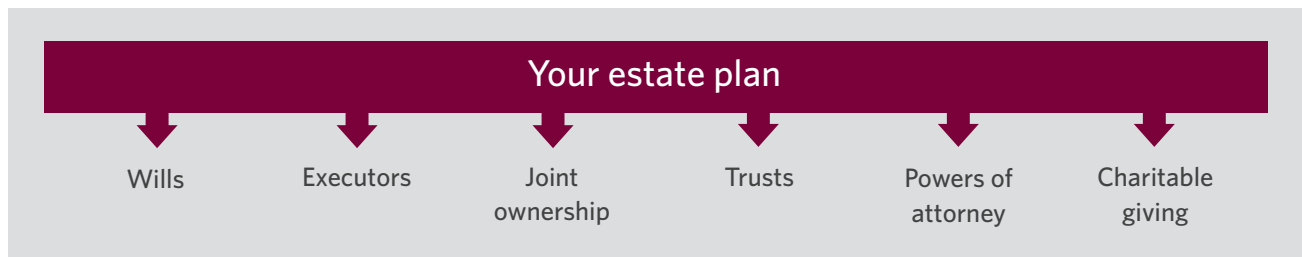 Your estate plan
Wills
Executors
Joint
ownership
Trusts
Powers of
attorney
Charitable
giving